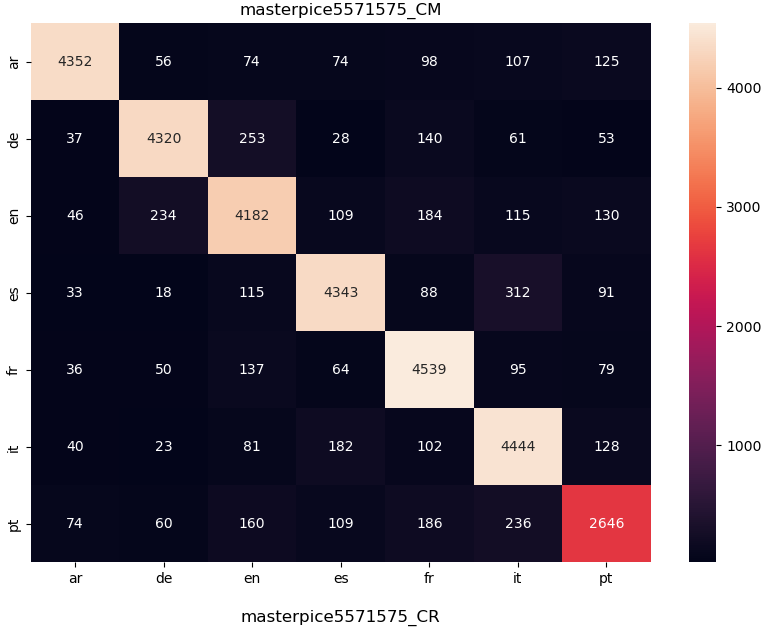 masterpice5571575_CM
ar 4352 56 74 74 98 107 125
de 37 4320 253 28 140 61 53
en 46 234 4182 109 184 115 130
es 33 18 115 4343 88 312 91
fr 36 50 137 64 4539 95 79
it 40 23 81 182 102 4444 128
pt 74 60 160 109 186 236 2646
ar de en es fr it pt
4000
3000
2000
1000
masterpice5571575_CR